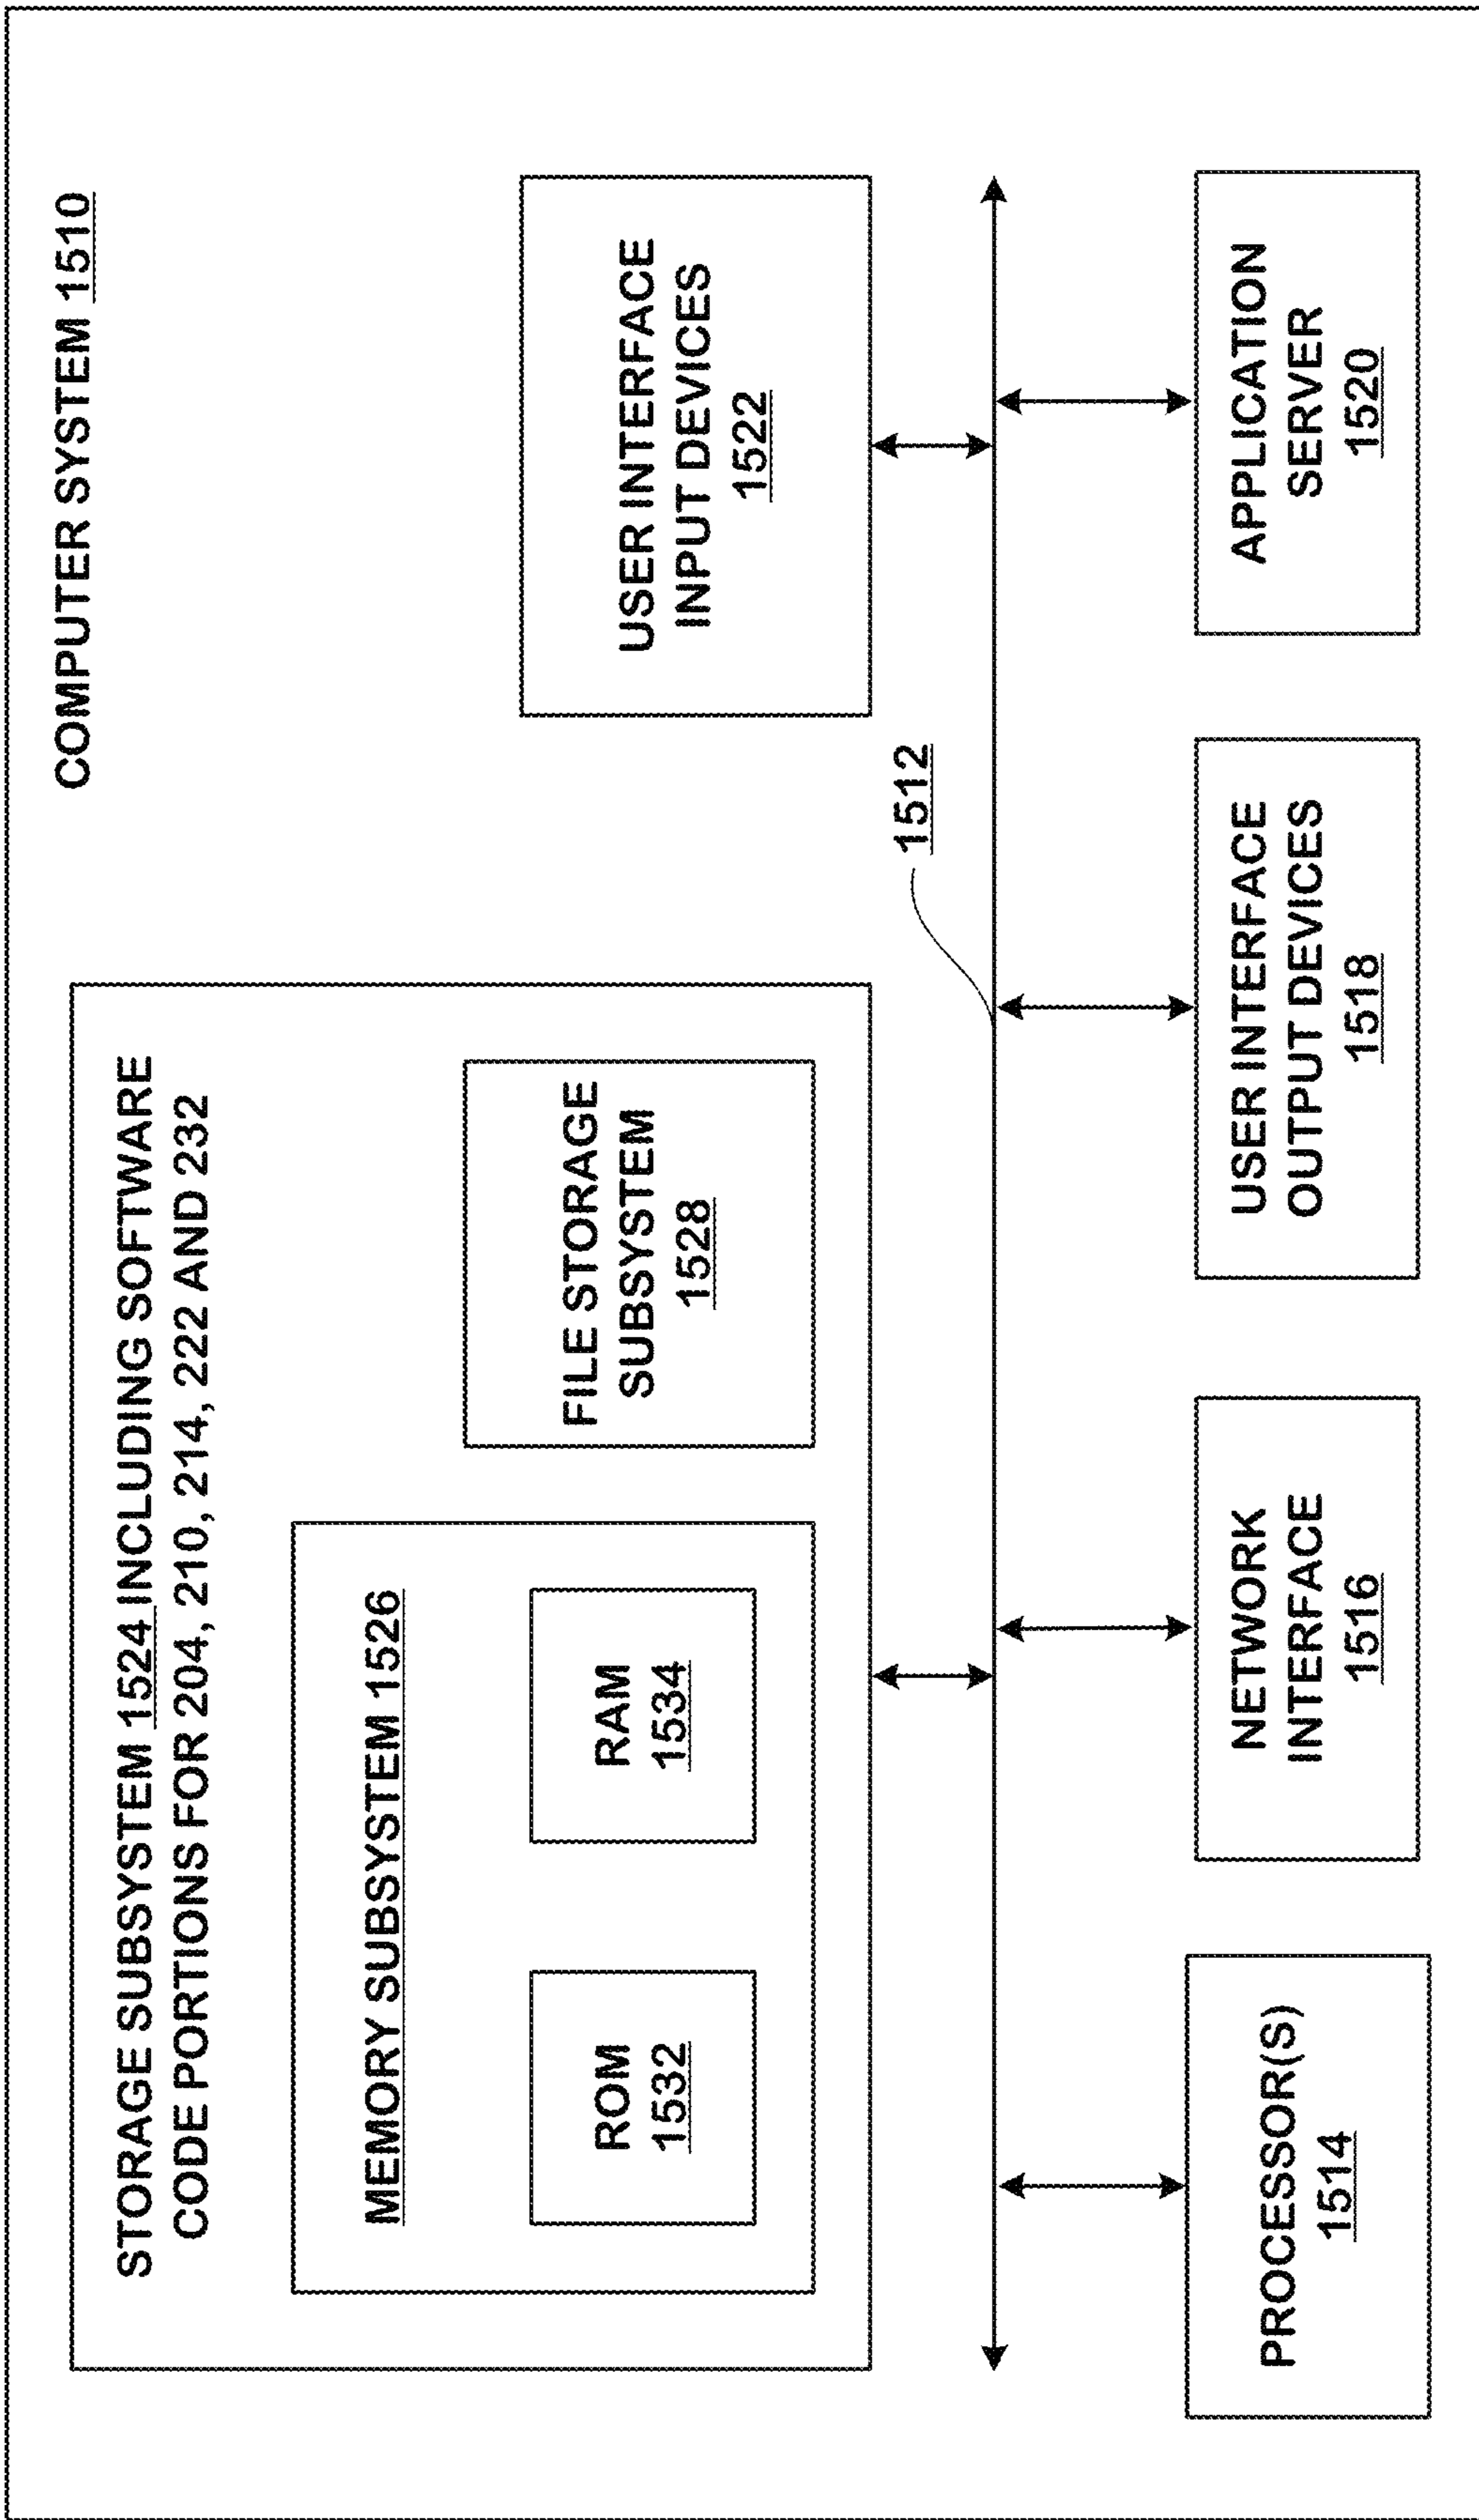 COMPUTER SYSTEM 1510
STORAGE SUBSYSTEM 1524 INCLUDING SOFTWARE
CODE PORTIONS FOR 204, 210, 214, 222 AND 232
MEMORY SUBSYSTEM 1526
ROM
1532
RAM
1534
FILE STORAGE
SUBSYSTEM
1528
USER INTERFACE
INPUT DEVICES
1522
1512
PROCESSOR(S)
1514
NETWORK
INTERFACE
1516
USER INTERFACE
OUTPUT DEVICES
1518
APPLICATION
SERVER
1520